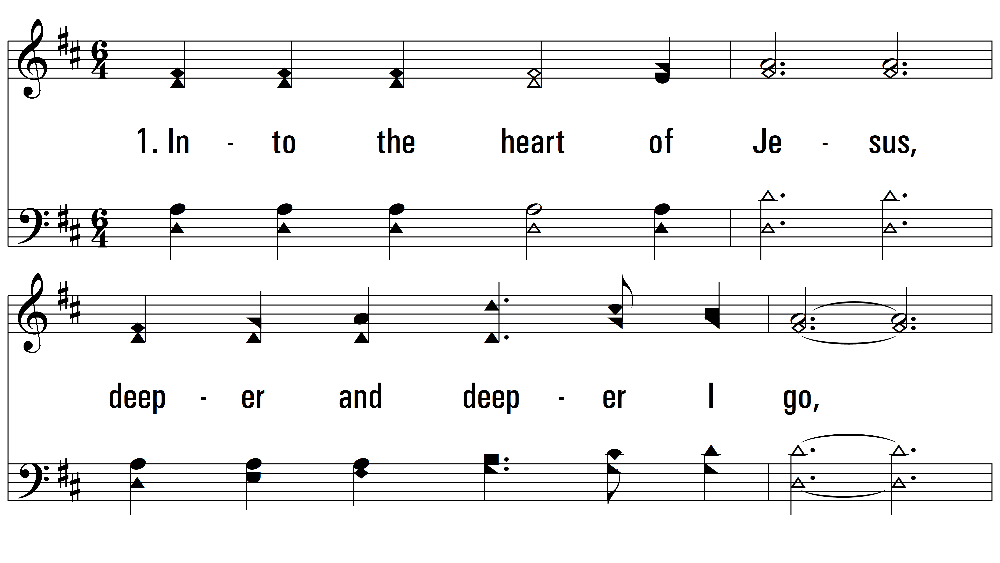 1. In - to the heart of Je - sus,
deep - er and deep - er I go,